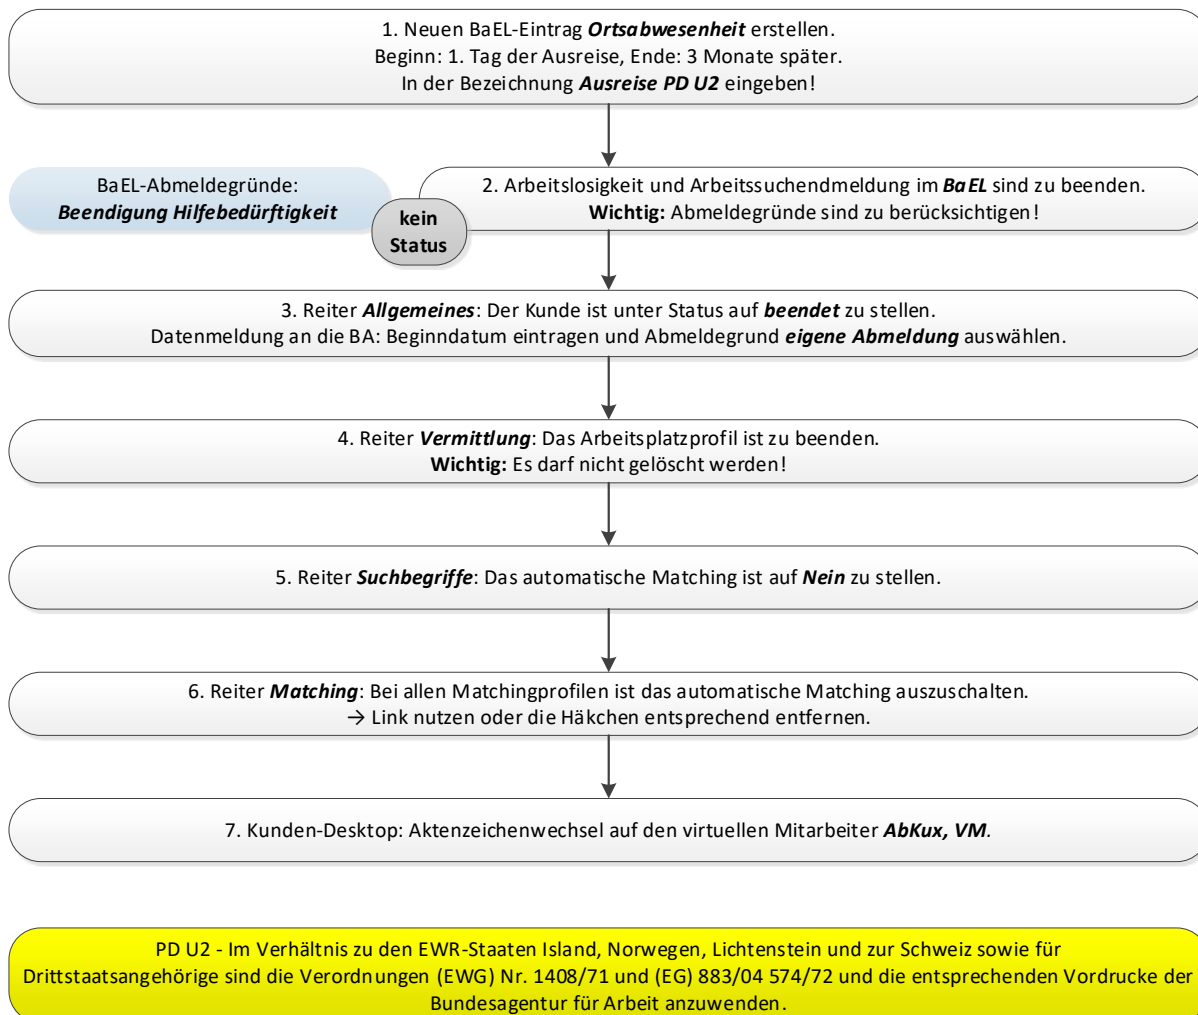 1. Neuen BaEL-Eintrag Ortsabwesenheit erstellen.
Beginn: 1. Tag der Ausreise, Ende: 3 Monate später.
In der Bezeichnung Ausreise PD U2 eingeben!
BaEL-Abmeldegründe:
Beendigung Hilfebedürftigkeit
kein
Status
2. Arbeitslosigkeit und Arbeitssuchendmeldung im BaEL sind zu beenden.
Wichtig: Abmeldegründe sind zu berücksichtigen!
3. Reiter Allgemeines: Der Kunde ist unter Status auf beendet zu stellen.
Datenmeldung an die BA: Beginndatum eintragen und Abmeldegrund eigene Abmeldung auswählen.
4. Reiter Vermittlung: Das Arbeitsplatzprofil ist zu beenden.
Wichtig: Es darf nicht gelöscht werden!
5. Reiter Suchbegriffe: Das automatische Matching ist auf Nein zu stellen.
6. Reiter Matching: Bei allen Matchingprofilen ist das automatische Matching auszuschalten.
→ Link nutzen oder die Häkchen entsprechend entfernen.
7. Kunden-Desktop: Aktenzeichenwechsel auf den virtuellen Mitarbeiter AbKux, VM.
PD U2 - Im Verhältnis zu den EWR-Staaten Island, Norwegen, Lichtenstein und zur Schweiz sowie für
Drittstaatsangehörige sind die Verordnungen (EWG) Nr. 1408/71 und (EG) 883/04 574/72 und die entsprechenden Vordrucke der
Bundesagentur für Arbeit anzuwenden.